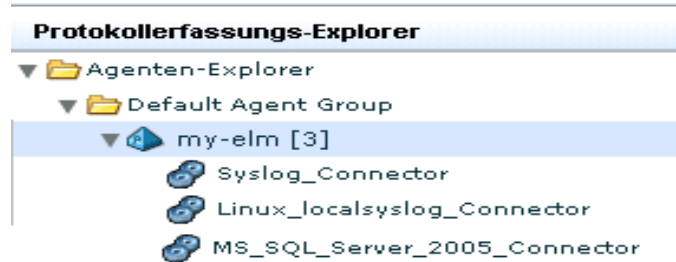 Protokollerfassungs-Explorer
Agenten-Explorer
Default Agent Group
my-elm [3]
Syslog_Connector
Linux_localsyslog_Connector
MS_SQL_Server_2005_Connector